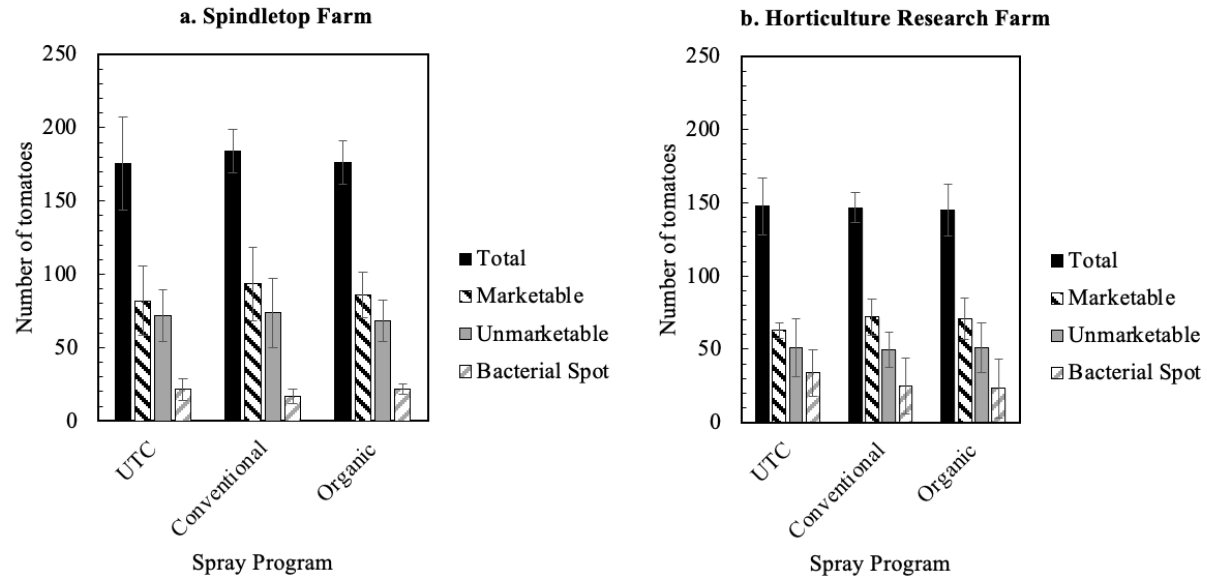 a. Spindletop Farm
250
200
150
100
50
0
Number of tomatoes
UTC
Conventional
Organic
Spray Program
Total
Marketable
Unmarketable
Bacterial Spot
b. Horticulture Research Farm
250
200
150
100
50
0
Number of tomatoes
UTC
Conventional
Organic
Spray Program
Total
Marketable
Unmarketable
Bacterial Spot